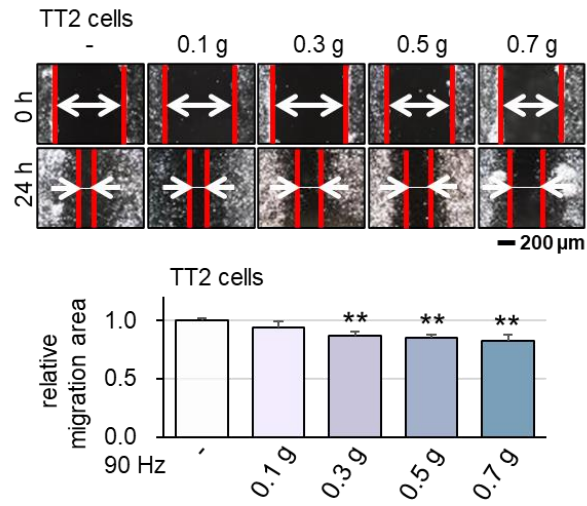 TT2 cells
- 0.1 g 0.3 g 0.5 g 0.7 g
0 h
24 h
200 μm
TT2 cells
relative
migration area
1.0
0.5
0.0
** ** **
90 Hz - 0.1 g 0.3 g 0.5 g 0.7 g